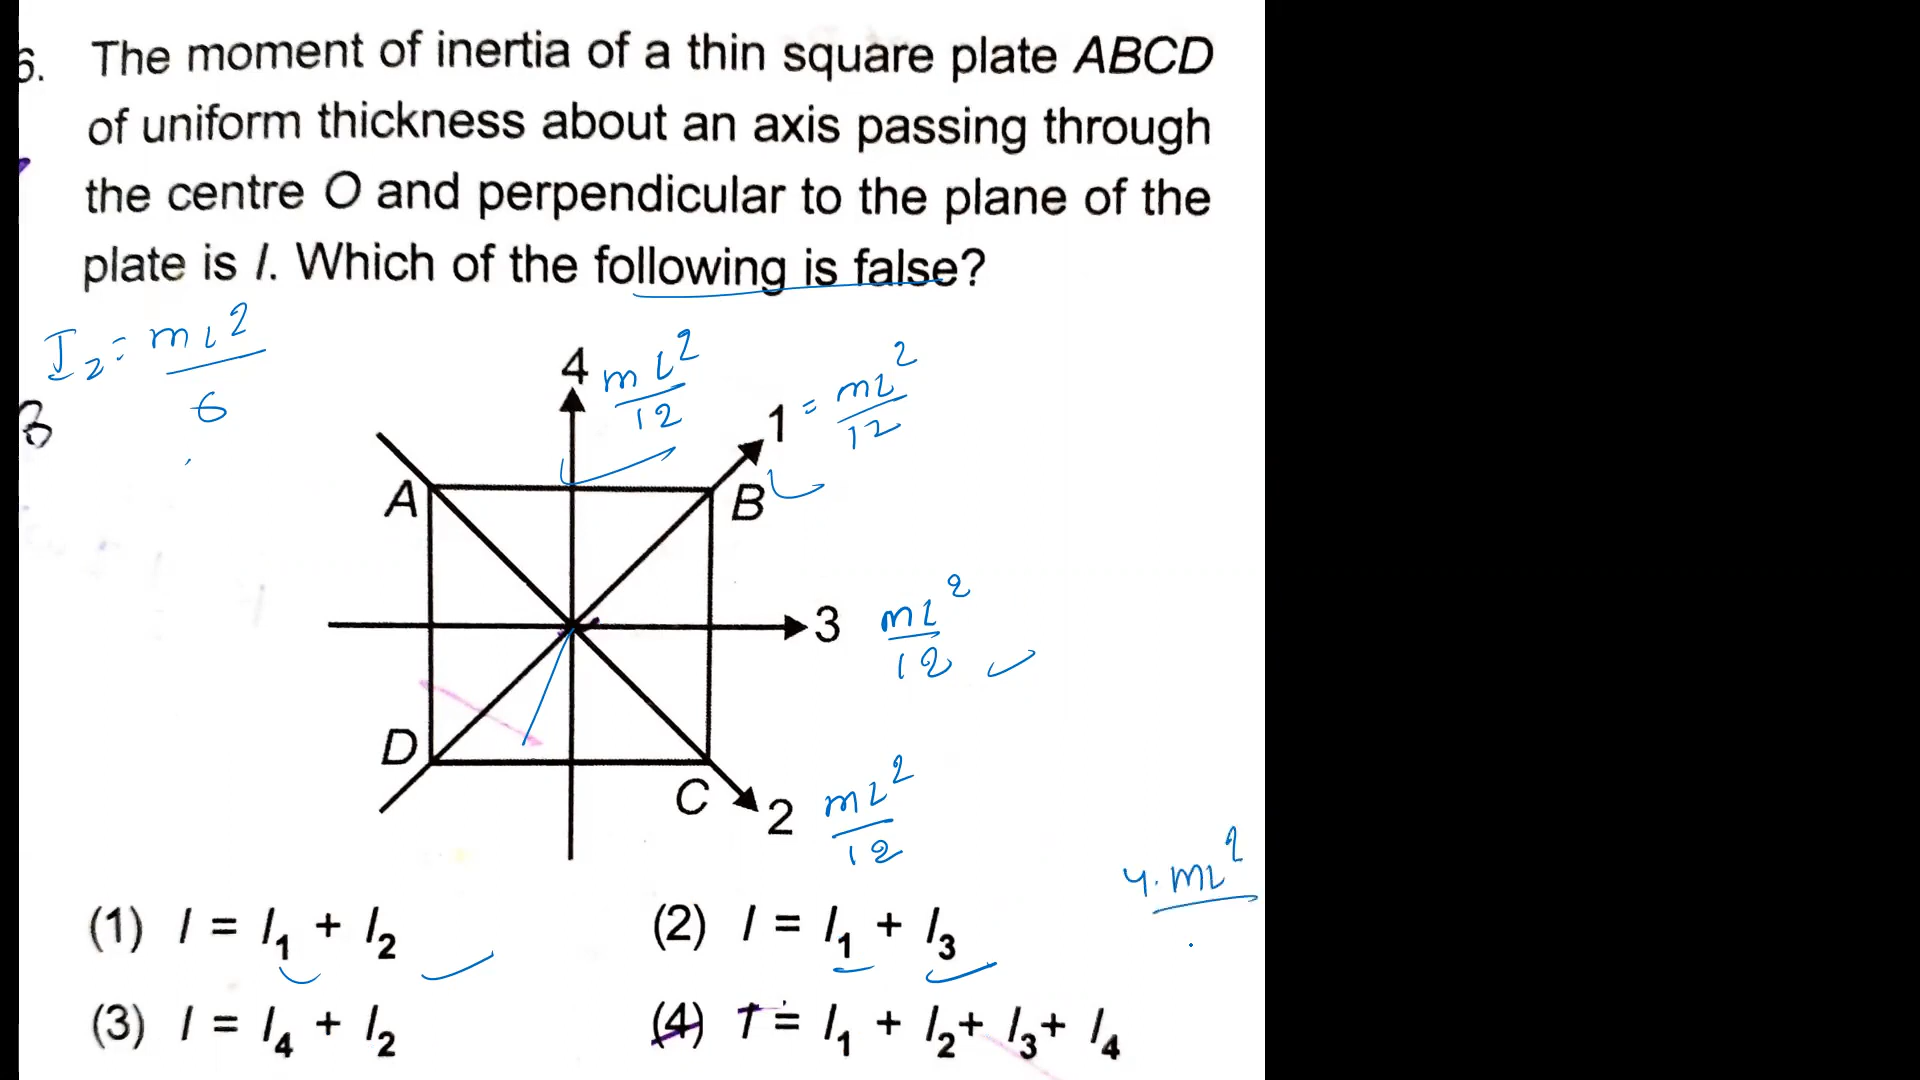 6. The moment of inertia of a thin square plate ABCD
of uniform thickness about an axis passing through
the centre O and perpendicular to the plane of the
plate is I. Which of the following is false?
I₂ = mL²/6
4 mL²/12
1 = mL²/12
A
B
3 mL²/12
D
C
2 mL²/12
4·mL²
(1) I = I₁ + I₂
(2) I = I₁ + I₃
(3) I = I₄ + I₂
(4) I = I₁ + I₂ + I₃ + I₄